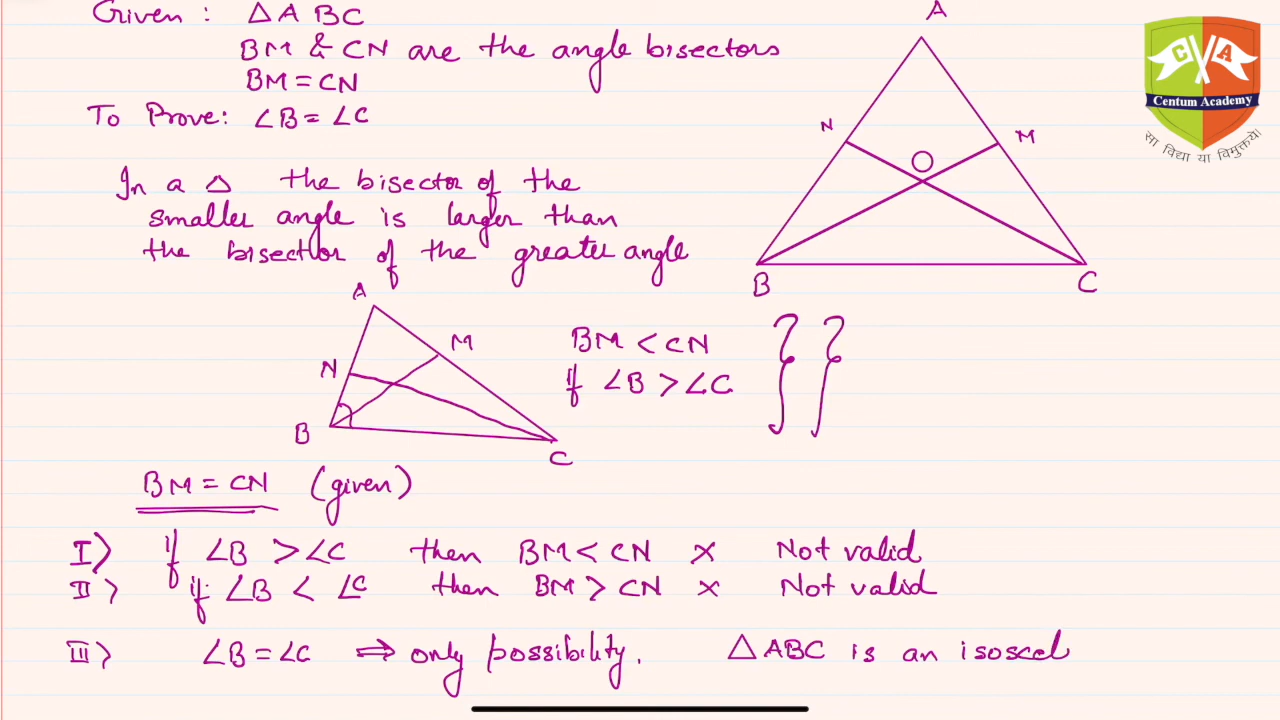 Given : △ABC
BM & CN are the angle bisectors
BM = CN
To Prove: ∠B = ∠C
In a △ the bisector of the
smaller angle is larger than
the bisector of the greater angle
A
N
M
O
B
C
C A
Centum Academy
सा विद्या या विमुक्तये
A
M
N
B
C
BM < CN
if ∠B > ∠C
BM = CN (given)
I) if ∠B > ∠C then BM < CN × Not valid
II) if ∠B < ∠C then BM > CN × Not valid
III) ∠B = ∠C ⇒ only possibility. △ABC is an isoscel